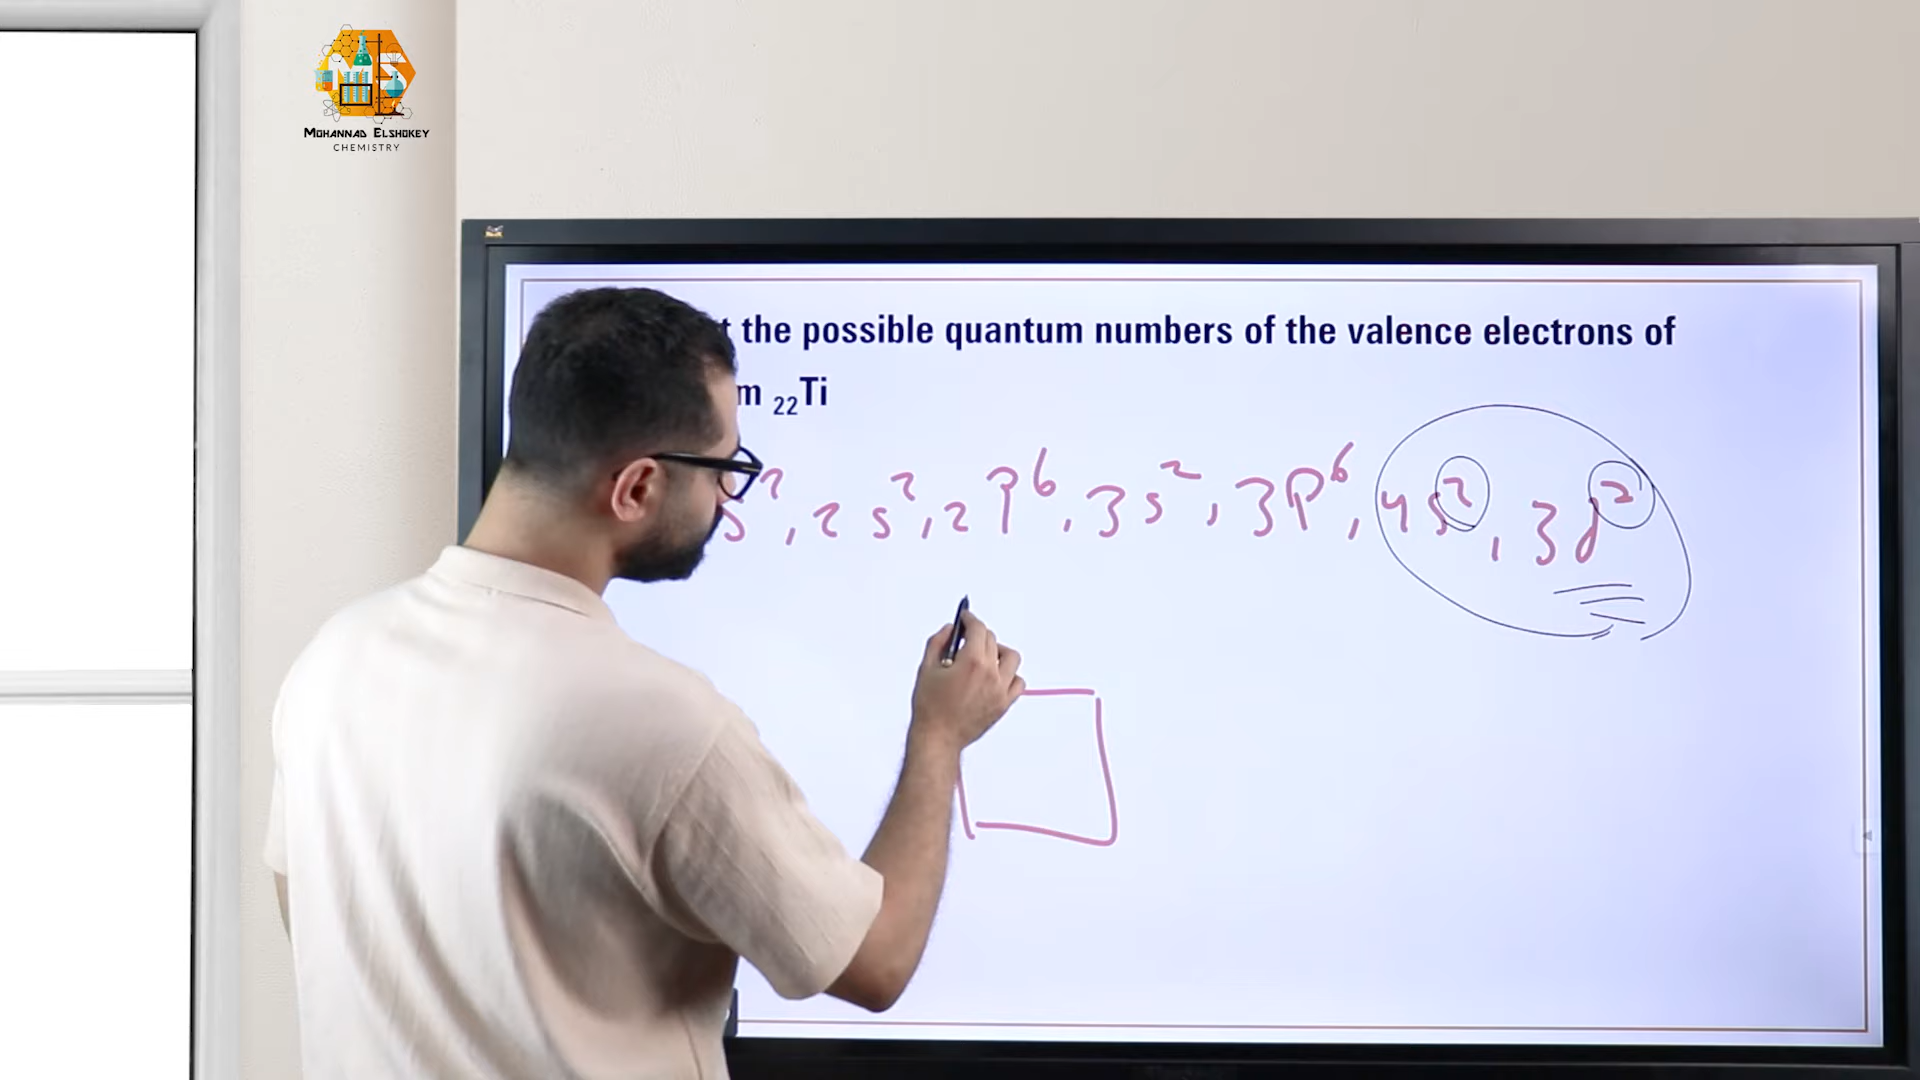 MOHANNAD ELSHOKEY
CHEMISTRY
the possible quantum numbers of the valence electrons of
22Ti
s², 2s², 2p⁶, 3s², 3p⁶, 4s², 3d²